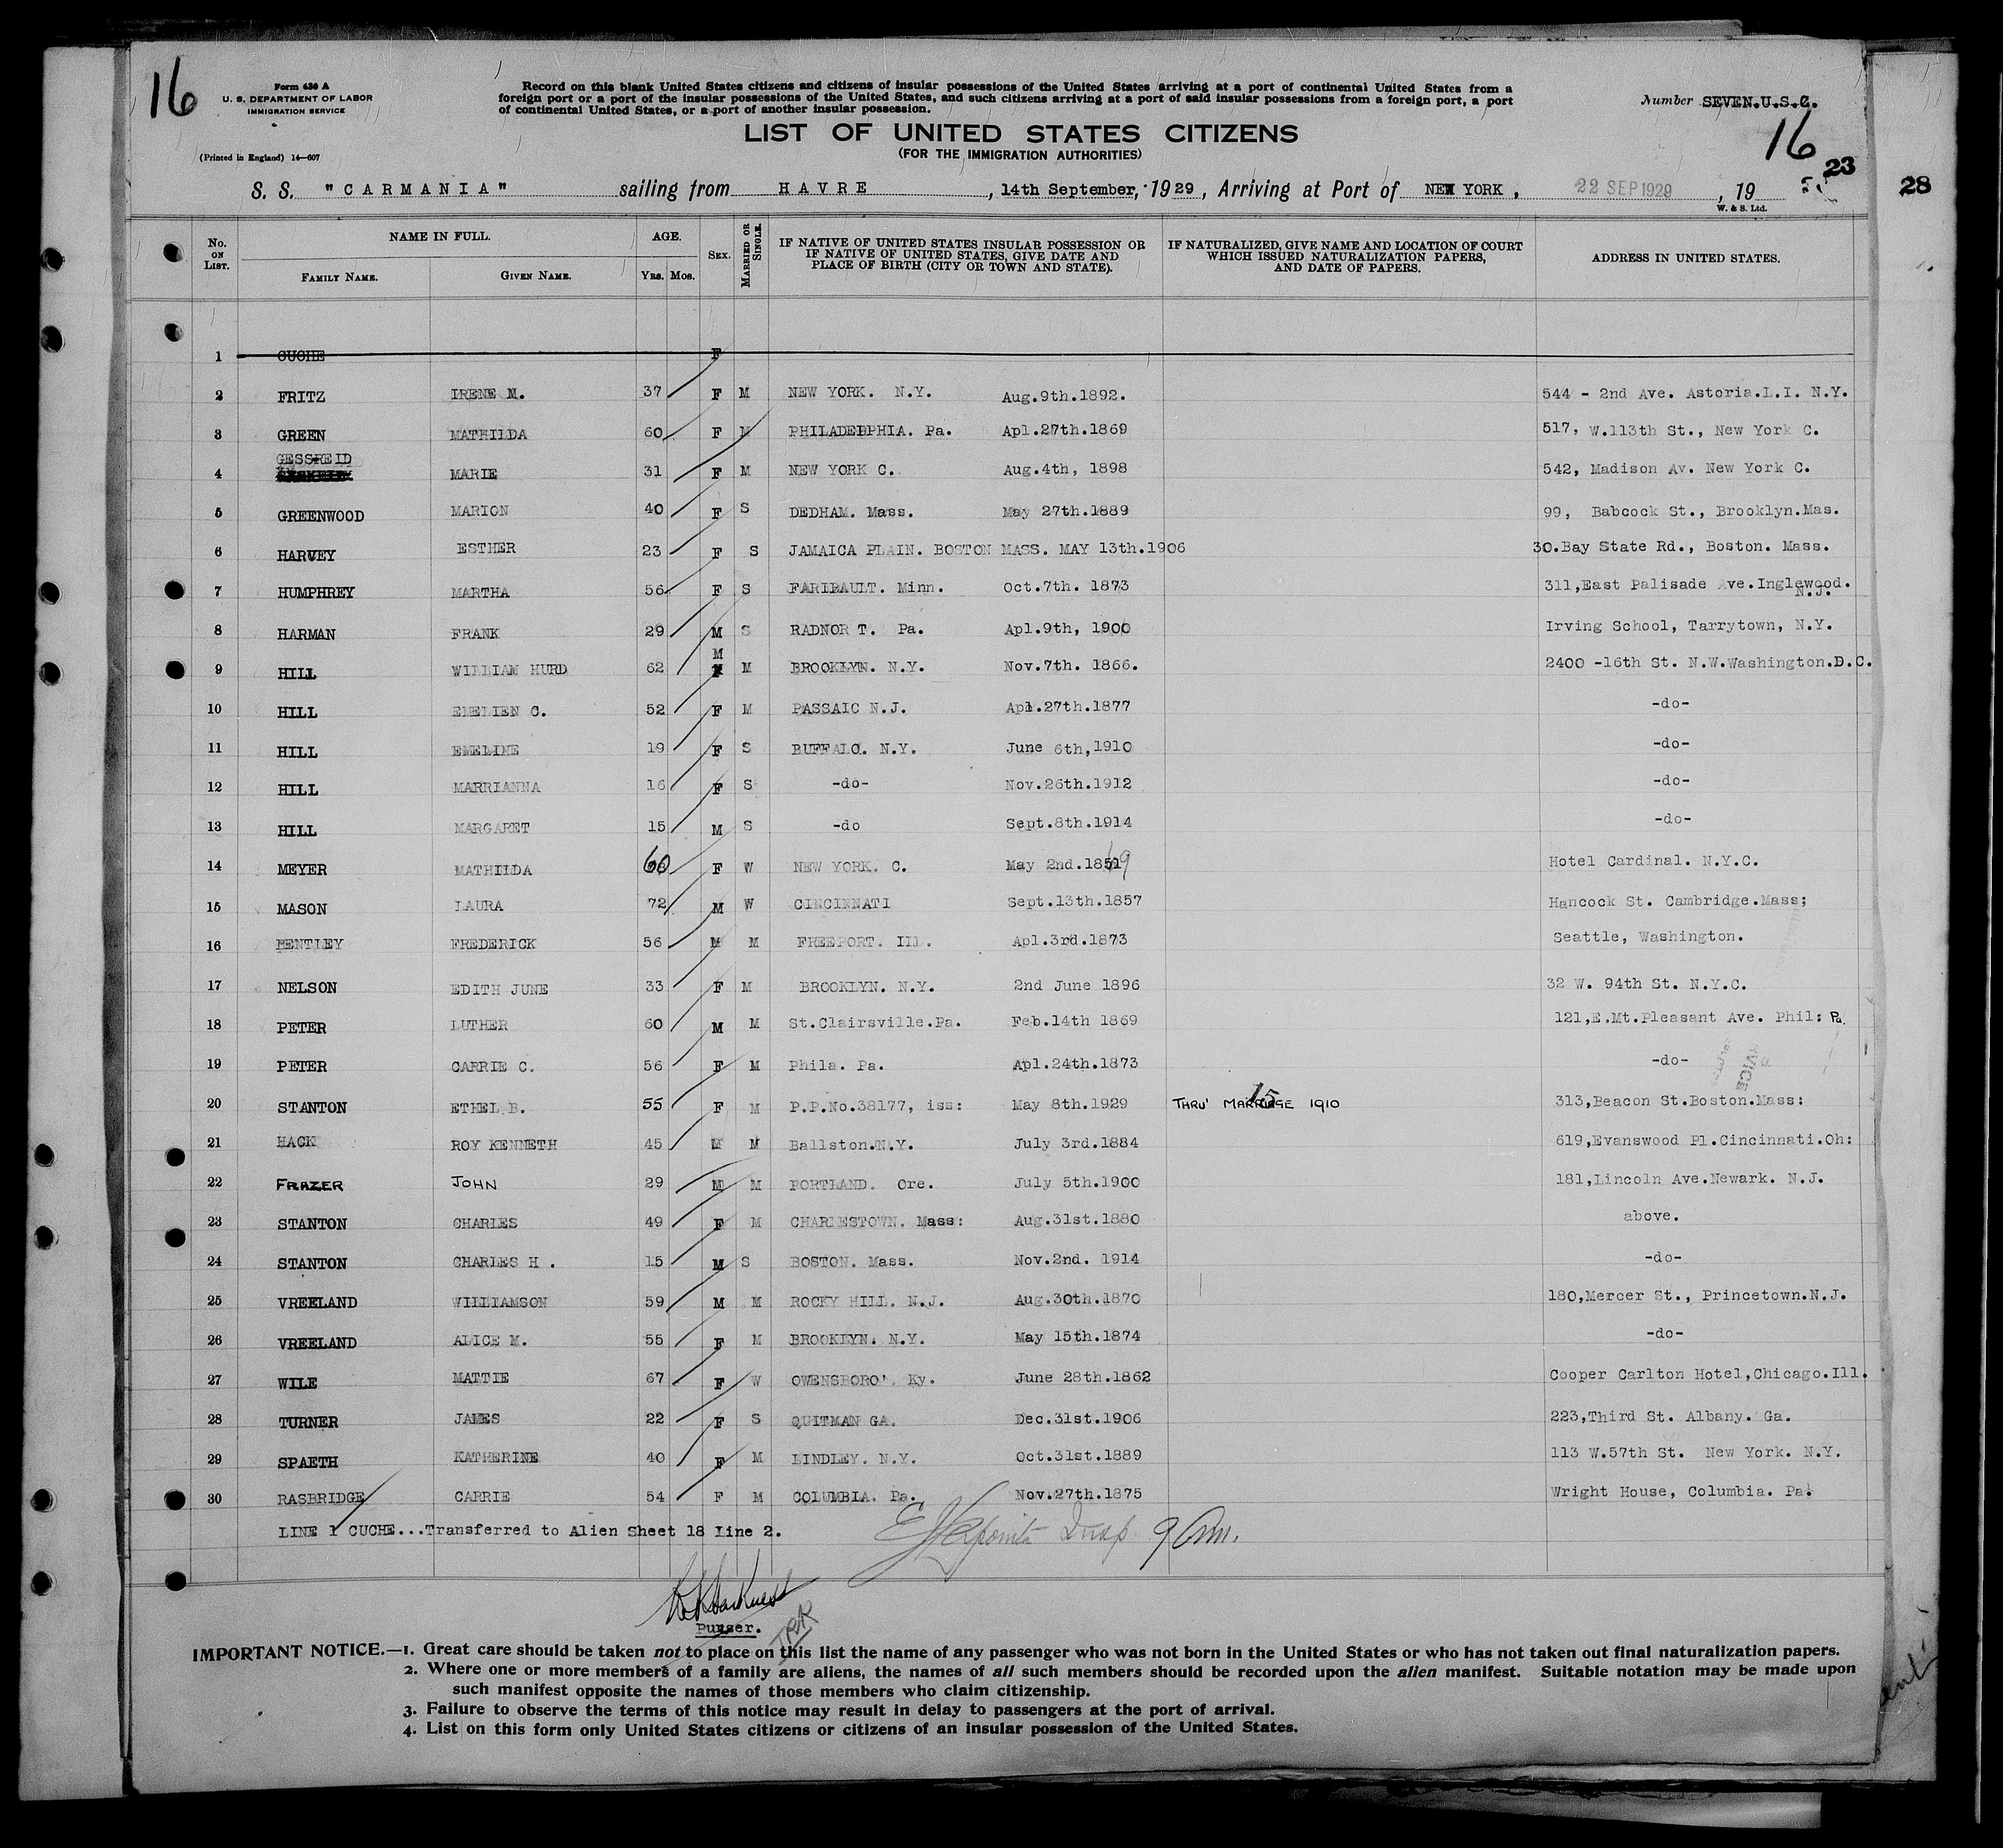 16
Form 630 A
U. S. DEPARTMENT OF LABOR
IMMIGRATION SERVICE
(Printed in England) 14—607
Record on this blank United States citizens and citizens of insular possessions of the United States arriving at a port of continental United States from a
foreign port or a port of the insular possessions of the United States, and such citizens arriving at a port of said insular possessions from a foreign port, a port
of continental United States, or a port of another insular possession.
Number SEVEN.U.S.C.
LIST OF UNITED STATES CITIZENS
(FOR THE IMMIGRATION AUTHORITIES)
16
23
28
S. S. "CARMANIA" sailing from HAVRE, 14th September, 1929, Arriving at Port of NEW YORK, 22 SEP 1929, 19
W. & S. Ltd.
No. ON LIST. NAME IN FULL. FAMILY NAME. GIVEN NAME. AGE. YRS. MOS. SEX. MARRIED OR SINGLE. IF NATIVE OF UNITED STATES INSULAR POSSESSION OR IF NATIVE OF UNITED STATES, GIVE DATE AND PLACE OF BIRTH (CITY OR TOWN AND STATE). IF NATURALIZED, GIVE NAME AND LOCATION OF COURT WHICH ISSUED NATURALIZATION PAPERS, AND DATE OF PAPERS. ADDRESS IN UNITED STATES.
1 CUCHE F
2 FRITZ IRENE M. 37 F M NEW YORK. N.Y. Aug.9th.1892. 544 - 2nd Ave. Astoria.L.I. N.Y.
3 GREEN MATHILDA 60 F M PHILADELPHIA. Pa. Apl.27th.1869 517, W.113th St., New York C.
4 GESSREID MARIE 31 F M NEW YORK C. Aug.4th, 1898 542, Madison Av. New York C.
5 GREENWOOD MARION 40 F S DEDHAM. Mass. May 27th.1889 99, Babcock St., Brooklyn.Mas.
6 HARVEY ESTHER 23 F S JAMAICA PLAIN. BOSTON MASS. MAY 13th.1906 30.Bay State Rd., Boston. Mass.
7 HUMPHREY MARTHA 56 F S FARIBAULT. Minn. Oct.7th. 1873 311,East Palisade Ave.Inglewood. N.J.
8 HARMAN FRANK 29 M S RADNOR T. Pa. Apl.9th, 1900 Irving School, Tarrytown, N.Y.
9 HILL WILLIAM HURD 62 M M BROOKLYN. N.Y. Nov.7th. 1866. 2400 -16th St. N.W.Washington.D.C.
10 HILL EMELIEN C. 52 F M PASSAIC N.J. Apl.27th.1877 -do-
11 HILL EMELINE 19 F S BUFFALO. N.Y. June 6th,1910 -do-
12 HILL MARRIANNA 16 F S -do- Nov.26th.1912 -do-
13 HILL MARGARET 15 M S -do Sept.8th.1914 -do-
14 MEYER MATHILDA 60 F W NEW YORK. C. May 2nd.1869 Hotel Cardinal. N.Y.C.
15 MASON LAURA 72 M W CINCINNATI Sept.13th.1857 Hancock St. Cambridge.Mass;
16 BENTLEY FREDERICK 56 M M FREEPORT. Ill. Apl.3rd.1873 Seattle, Washington.
17 NELSON EDITH JUNE 33 F M BROOKLYN. N.Y. 2nd June 1896 32 W. 94th St. N.Y.C.
18 PETER LUTHER 60 M M St.Clairsville.Pa. Feb.14th 1869 121,E.Mt.Pleasant Ave. Phil: Pa.
19 PETER CARRIE C. 56 F M Phila. Pa. Apl.24th.1873 -do-
20 STANTON ETHEL B. 55 F M P.P.No.38177, iss: May 8th.1929 THRU' MARRIAGE 1910 15 313,Beacon St.Boston.Mass:
21 HACK ROY KENNETH 45 M M Ballston.N.Y. July 3rd.1884 619,Evanswood Pl.Cincinnati.Oh:
22 FRAZER JOHN 29 M M PORTLAND. Ore. July 5th.1900 181,Lincoln Ave.Newark. N.J.
23 STANTON CHARLES 49 F M CHARLESTOWN. Mass: Aug.31st.1880 above.
24 STANTON CHARLES H . 15 M S BOSTON. Mass. Nov.2nd. 1914 -do-
25 VREELAND WILLIAMSON 59 M M ROCKY HILL. N.J. Aug.30th.1870 180,Mercer St., Princetown.N.J.
26 VREELAND ALICE M. 55 F M BROOKLYN. N.Y. May 15th.1874 -do-
27 WILE MATTIE 67 F W OWENSBORO'. Ky. June 28th.1862 Cooper Carlton Hotel,Chicago.Ill.
28 TURNER JAMES 22 F S QUITMAN GA. Dec.31st.1906 223,Third St. Albany. Ga.
29 SPAETH KATHERINE 40 F M LINDLEY. N.Y. Oct.31st.1889 113 W.57th St. New York. N.Y.
30 RASBRIDGE CARRIE 54 F M COLUMBIA. Pa. Nov.27th.1875 Wright House, Columbia. Pa.
LINE 1 CUCHE...Transferred to Alien Sheet 18 Line 2.
Insp 9 am.
Purser.
IMPORTANT NOTICE.—1. Great care should be taken not to place on this list the name of any passenger who was not born in the United States or who has not taken out final naturalization papers.
2. Where one or more members of a family are aliens, the names of all such members should be recorded upon the alien manifest. Suitable notation may be made upon
such manifest opposite the names of those members who claim citizenship.
3. Failure to observe the terms of this notice may result in delay to passengers at the port of arrival.
4. List on this form only United States citizens or citizens of an insular possession of the United States.